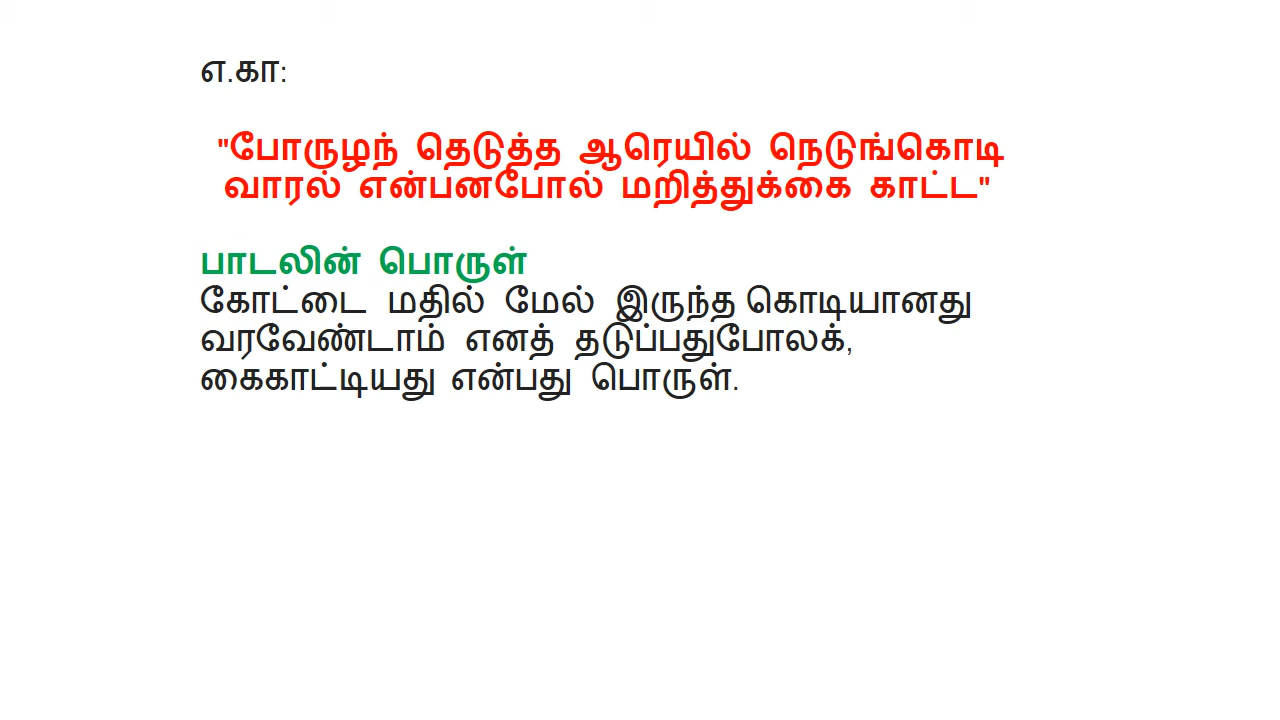 எ.கா:
"போருழந் தெடுத்த ஆரெயில் நெடுங்கொடி
வாரல் என்பனபோல் மறித்துக்கை காட்ட"
பாடலின் பொருள்
கோட்டை மதில் மேல் இருந்த கொடியானது
வரவேண்டாம் எனத் தடுப்பதுபோலக்,
கைகாட்டியது என்பது பொருள்.